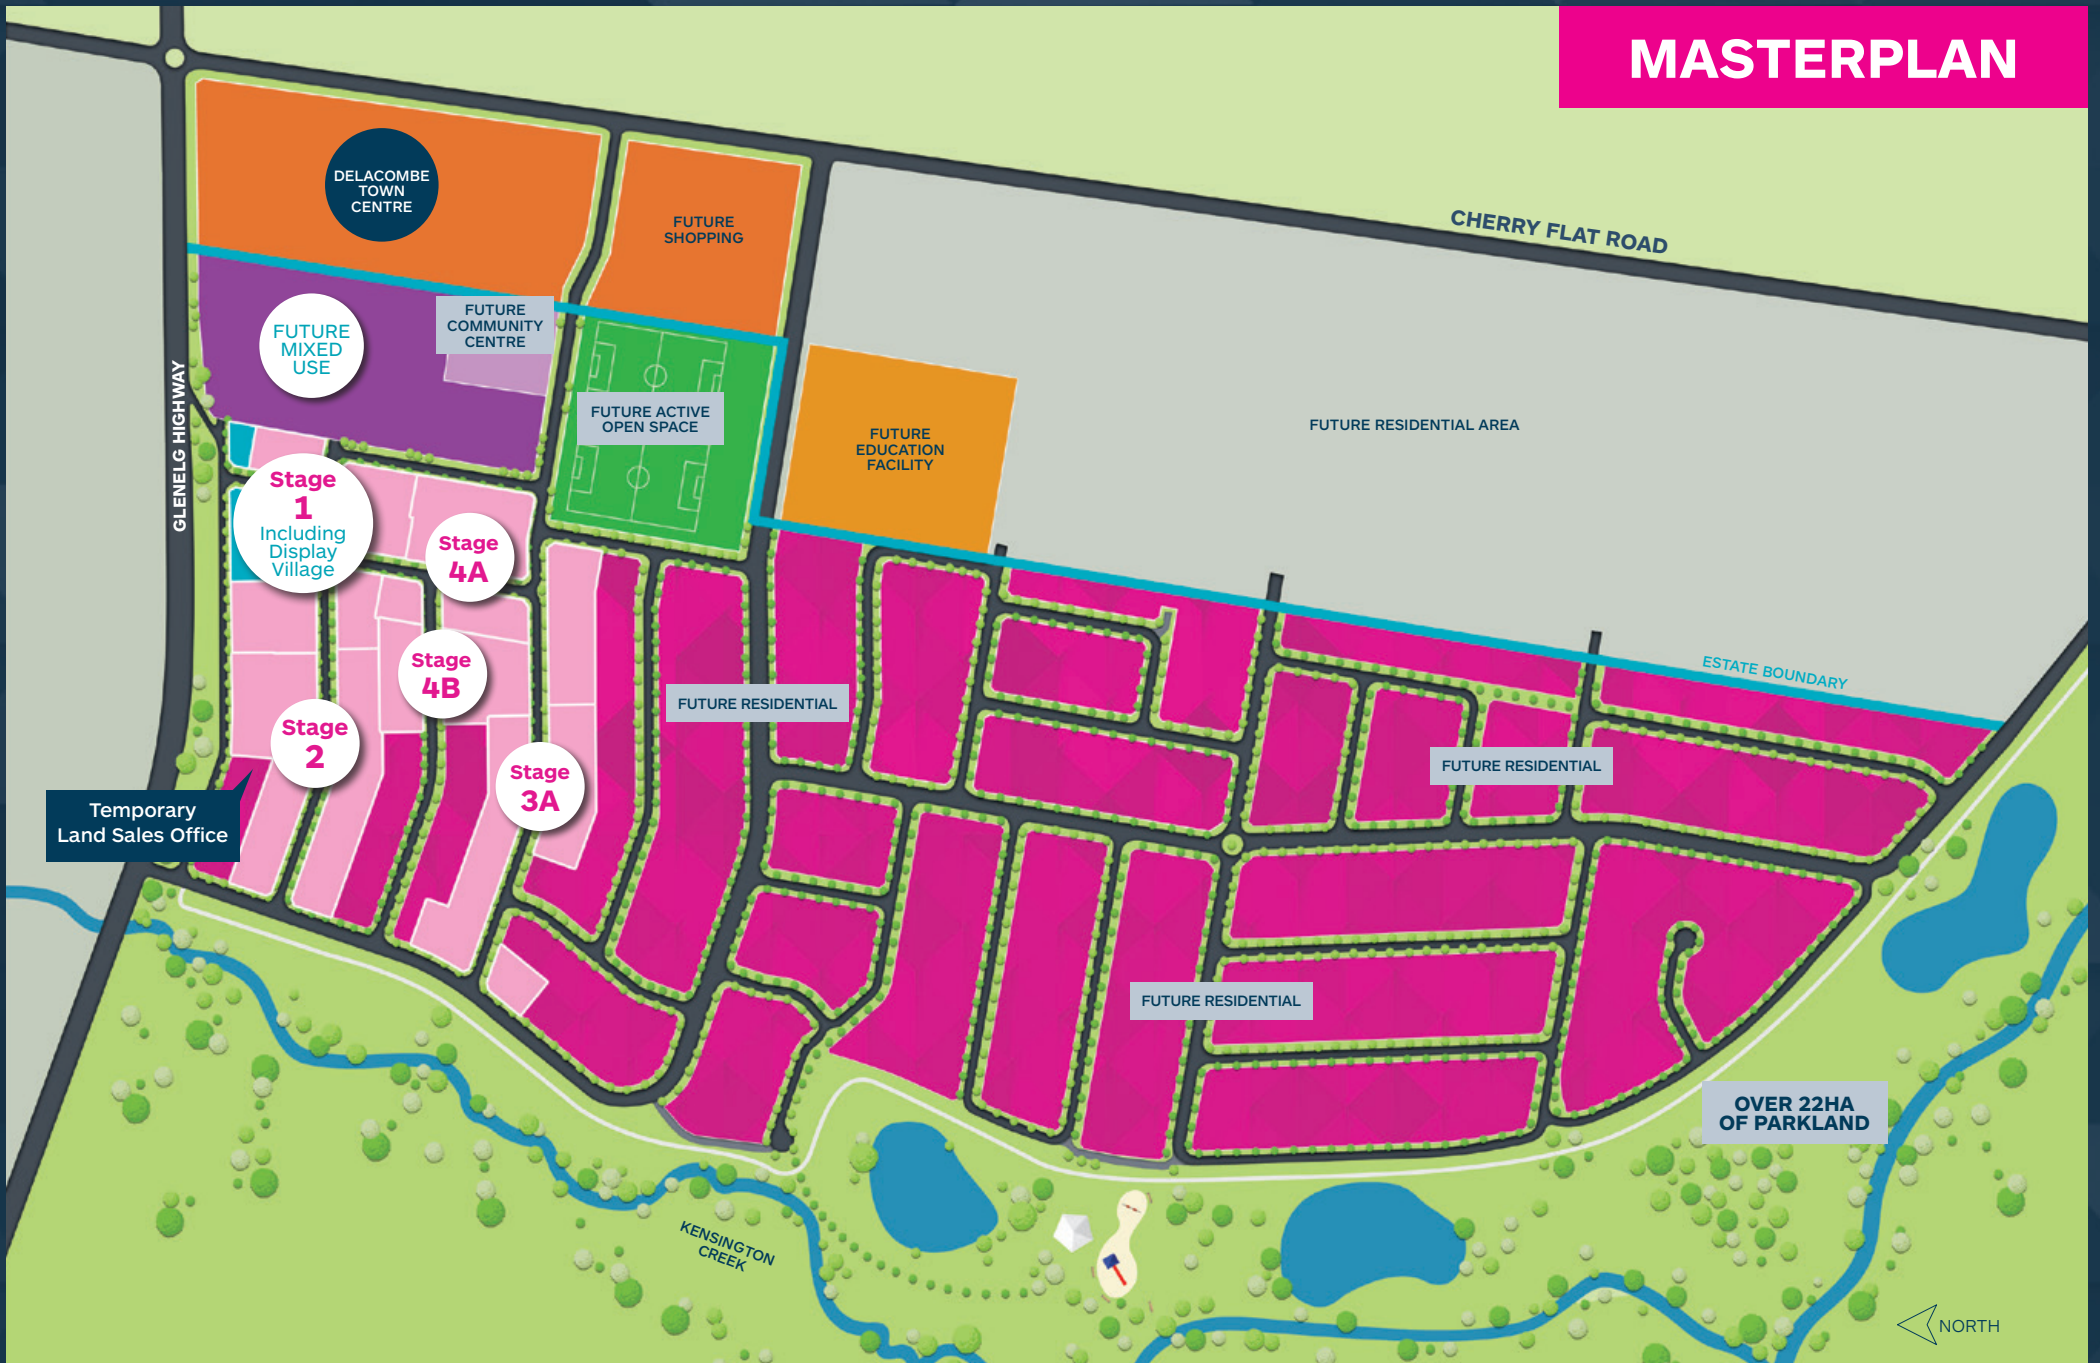 MASTERPLAN
DELACOMBE
TOWN
CENTRE
FUTURE
SHOPPING
CHERRY FLAT ROAD
FUTURE
MIXED
USE
FUTURE
COMMUNITY
CENTRE
GLENELG HIGHWAY
FUTURE ACTIVE
OPEN SPACE
FUTURE
EDUCATION
FACILITY
FUTURE RESIDENTIAL AREA
Stage
1
Including
Display
Village
Stage
4A
Stage
4B
ESTATE BOUNDARY
FUTURE RESIDENTIAL
Stage
2
Stage
3A
FUTURE RESIDENTIAL
Temporary
Land Sales Office
FUTURE RESIDENTIAL
OVER 22HA
OF PARKLAND
KENSINGTON
CREEK
NORTH